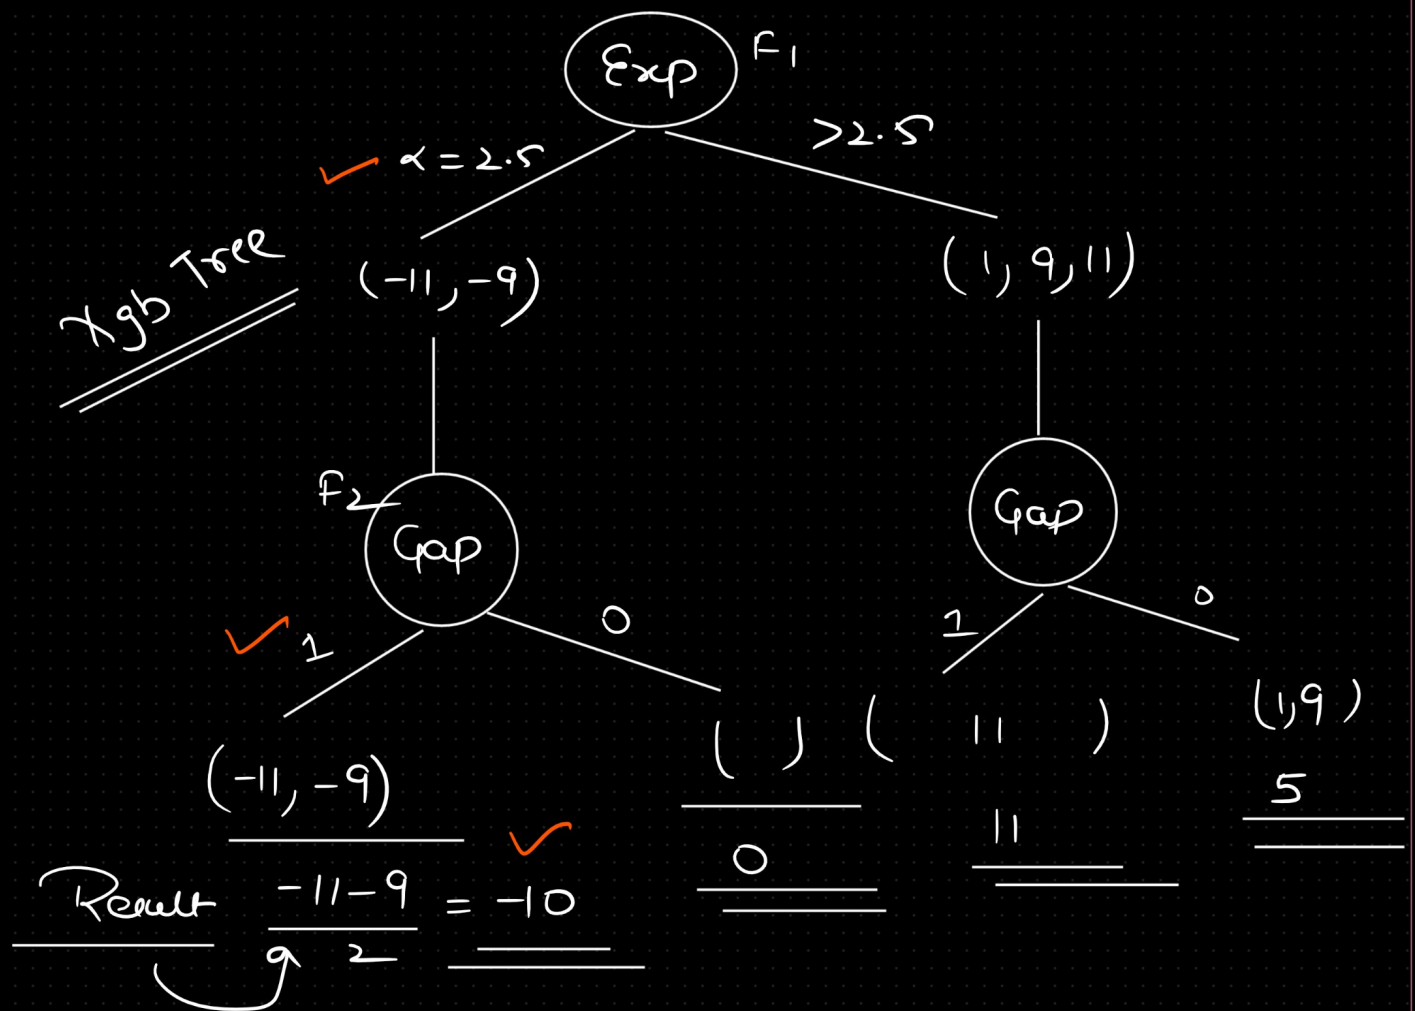 Exp F1
∝ = 2.5 >2.5
Xgb Tree
(-11, -9) (1, 9, 11)
F2
Gap Gap
1 0 1 0
(-11, -9) ( ) ( 11 ) (1, 9)
0 11 5
Result -11-9 / 2 = -10